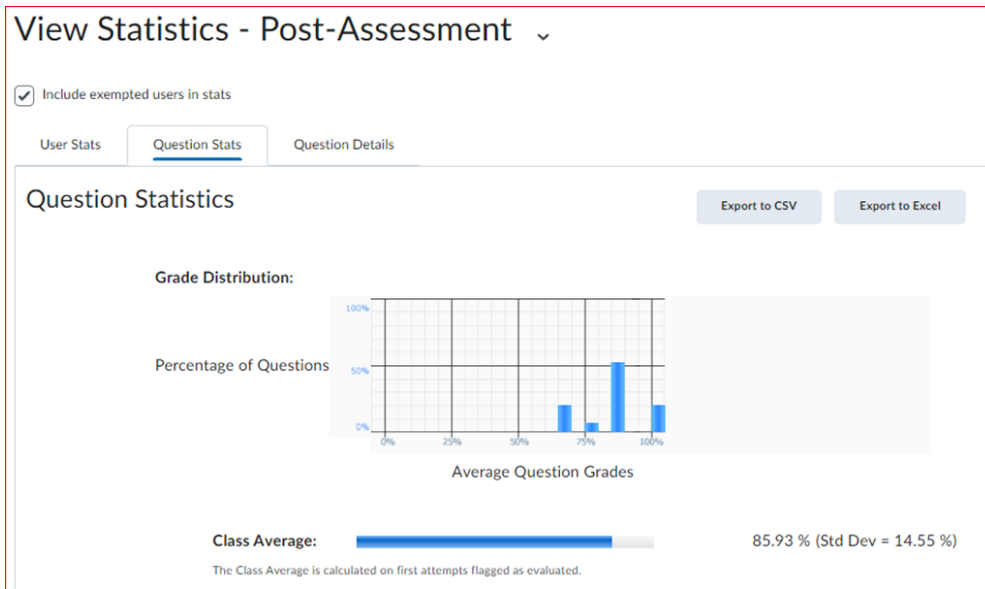 View Statistics - Post-Assessment
Include exempted users in stats
User Stats Question Stats Question Details
Question Statistics
Export to CSV Export to Excel
Grade Distribution:
100%
Percentage of Questions
50%
0%
0% 25% 50% 75% 100%
Average Question Grades
Class Average: 85.93 % (Std Dev = 14.55 %)
The Class Average is calculated on first attempts flagged as evaluated.